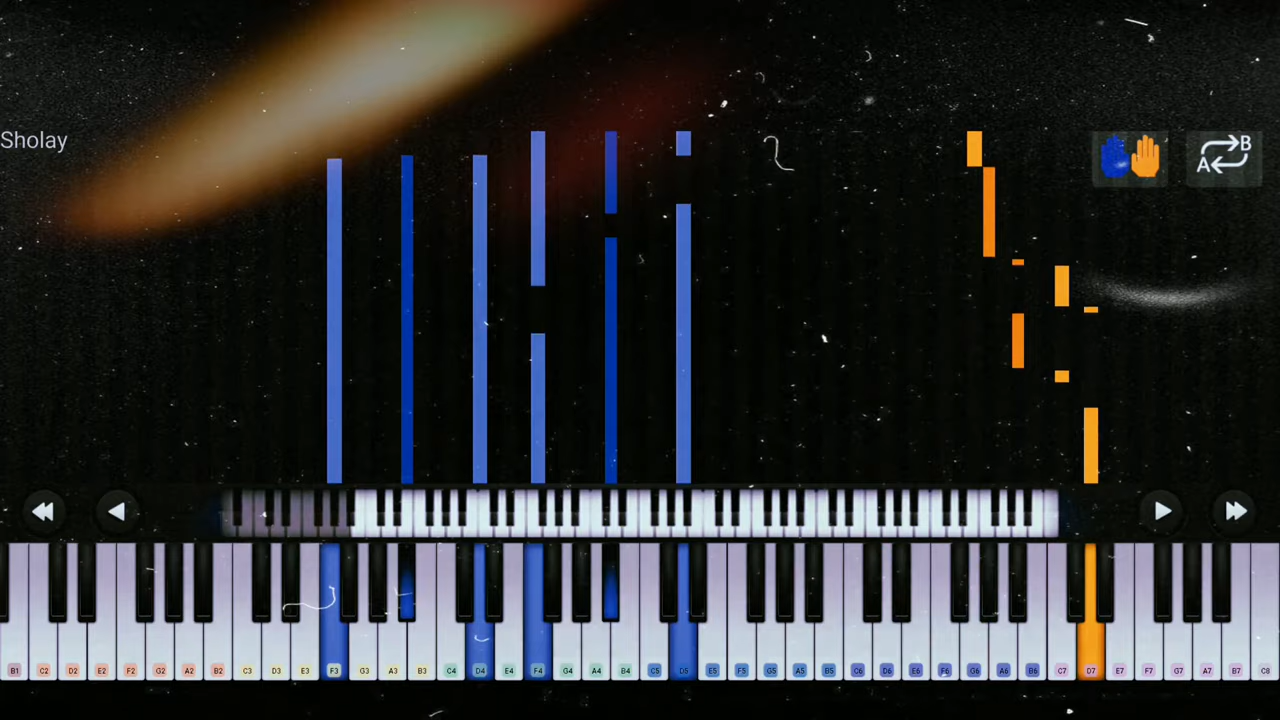 Sholay
A B
B1 C2 D2 E2 F2 G2 A2 B2 C3 D3 E3 F3 G3 A3 B3 C4 D4 E4 F4 G4 A4 B4 C5 D5 E5 F5 G5 A5 B5 C6 D6 E6 F6 G6 A6 B6 C7 D7 E7 F7 G7 A7 B7 C8